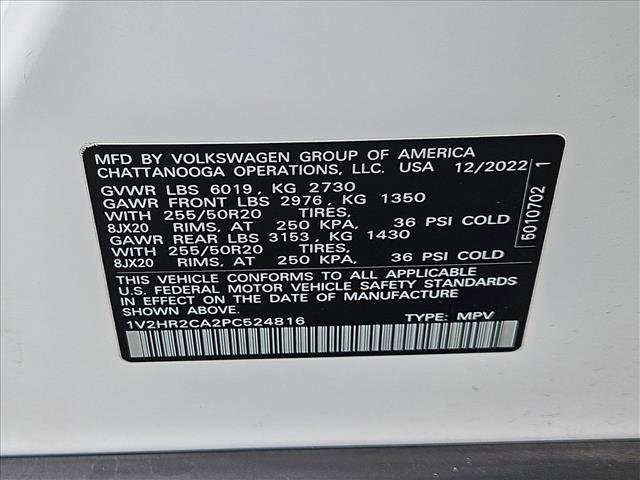 MFD BY VOLKSWAGEN GROUP OF AMERICA
CHATTANOOGA OPERATIONS, LLC. USA 12/2022
GVWR LBS 6019, KG 2730
GAWR FRONT LBS 2976, KG 1350
WITH 255/50R20 TIRES,
8JX20 RIMS, AT 250 KPA, 36 PSI COLD
GAWR REAR LBS 3153, KG 1430
WITH 255/50R20 TIRES,
8JX20 RIMS, AT 250 KPA, 36 PSI COLD
THIS VEHICLE CONFORMS TO ALL APPLICABLE
U.S. FEDERAL MOTOR VEHICLE SAFETY STANDARDS
IN EFFECT ON THE DATE OF MANUFACTURE
SHOWN ABOVE.
1V2HR2CA2PC524816 TYPE: MPV
5010702 1